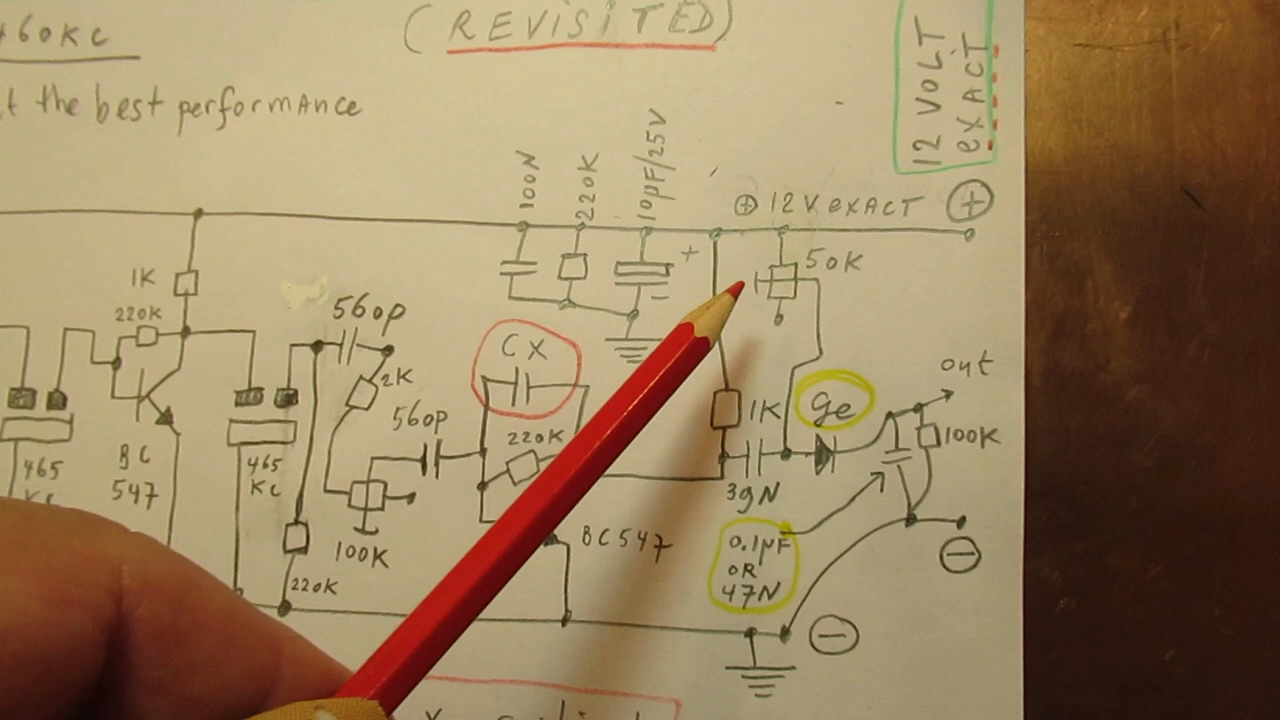 460KC
(REVISITED)
12 VOLT
EXACT
the best performance
100N
220K
10µF/25V
⊕ 12V EXACT
+
+
50K
1K
220K
560p
CX
2K
560p
220K
1K
ge
out
100K
39N
465
KC
BC
547
465
KC
100K
220K
BC547
0.1µF
OR
47N
−
−